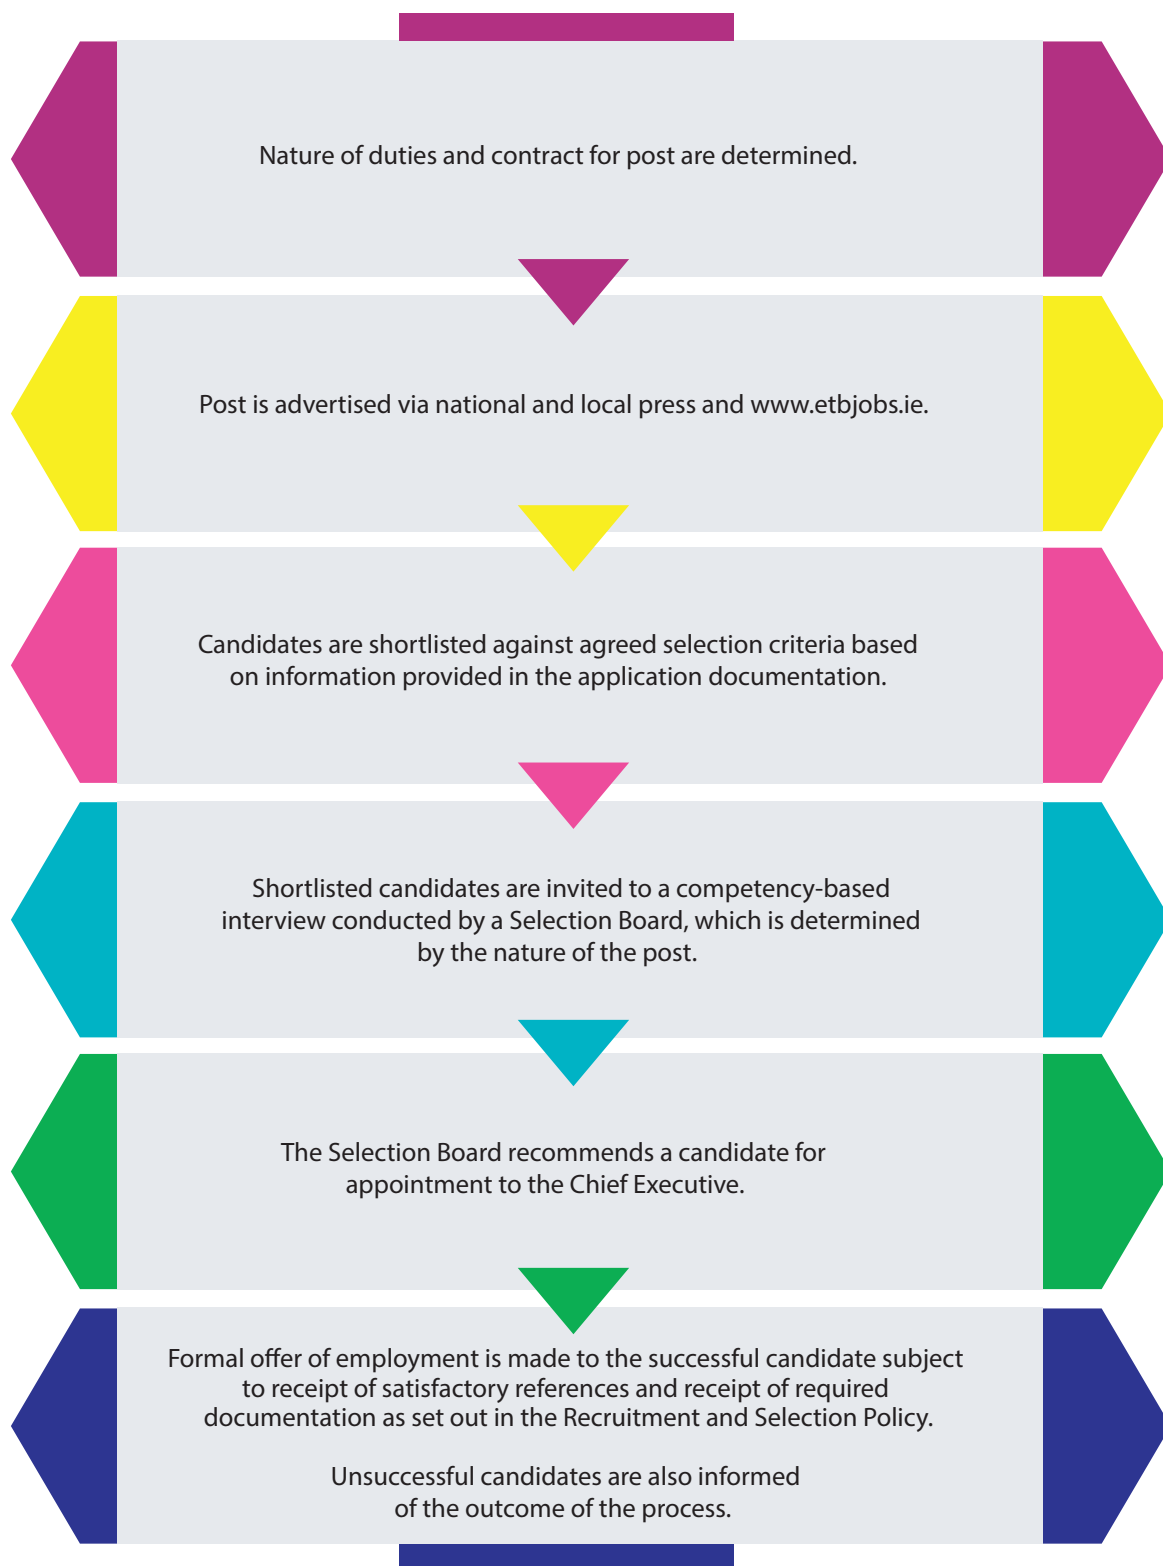 Nature of duties and contract for post are determined.
Post is advertised via national and local press and www.etbjobs.ie.
Candidates are shortlisted against agreed selection criteria based
on information provided in the application documentation.
Shortlisted candidates are invited to a competency-based
interview conducted by a Selection Board, which is determined
by the nature of the post.
The Selection Board recommends a candidate for
appointment to the Chief Executive.
Formal offer of employment is made to the successful candidate subject
to receipt of satisfactory references and receipt of required
documentation as set out in the Recruitment and Selection Policy.
Unsuccessful candidates are also informed
of the outcome of the process.